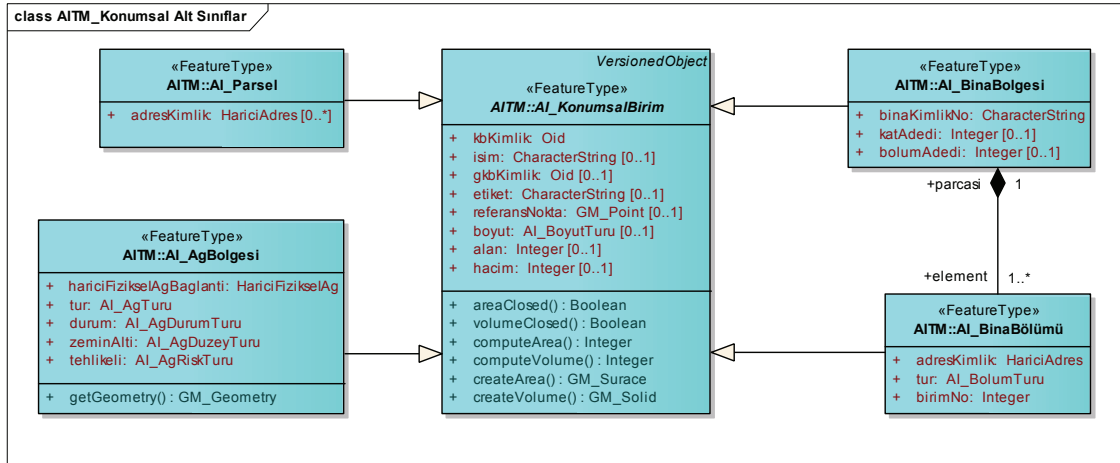 class AITM_Konumsal Alt Sınıflar
«FeatureType»
AITM::AI_Parsel
+ adresKimlik: HariciAdres [0..*]
«FeatureType»
AITM::AI_AgBolgesi
+ hariciFizikselAgBaglanti: HariciFizikselAg
+ tur: AI_AgTuru
+ durum: AI_AgDurumTuru
+ zeminAlti: AI_AgDuzeyTuru
+ tehlikeli: AI_AgRiskTuru
+ getGeometry() : GM_Geometry
VersionedObject
«FeatureType»
AITM::AI_KonumsalBirim
+ kbKimlik: Oid
+ isim: CharacterString [0..1]
+ gkbKimlik: Oid [0..1]
+ etiket: CharacterString [0..1]
+ referansNokta: GM_Point [0..1]
+ boyut: AI_BoyutTuru [0..1]
+ alan: Integer [0..1]
+ hacim: Integer [0..1]
+ areaClosed() : Boolean
+ volumeClosed() : Boolean
+ computeArea() : Integer
+ computeVolume() : Integer
+ createArea() : GM_Surace
+ createVolume() : GM_Solid
«FeatureType»
AITM::AI_BinaBolgesi
+ binaKimlikNo: CharacterString
+ katAdedi: Integer [0..1]
+ bolumAdedi: Integer [0..1]
+parcasi 1
+element 1..*
«FeatureType»
AITM::AI_BinaBölümü
+ adresKimlik: HariciAdres
+ tur: AI_BolumTuru
+ birimNo: Integer